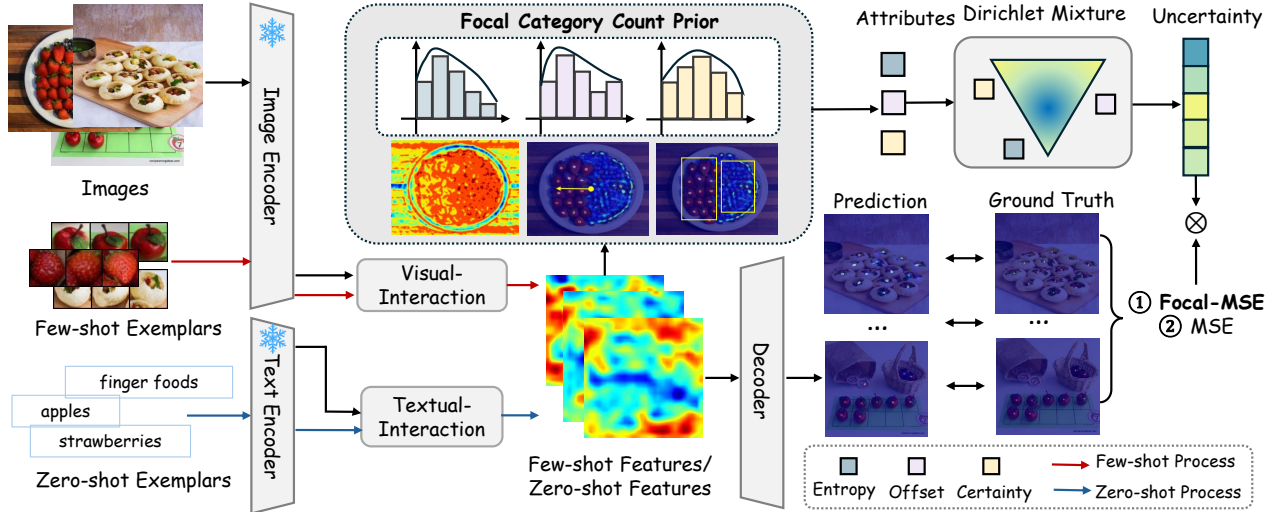 Focal Category Count Prior
Attributes
Dirichlet Mixture
Uncertainty
Images
Image Encoder
Few-shot Exemplars
Visual-
Interaction
Prediction
Ground Truth
...
...
① Focal-MSE
② MSE
finger foods
apples
strawberries
Zero-shot Exemplars
Text Encoder
Textual-
Interaction
Few-shot Features/
Zero-shot Features
Decoder
Entropy
Offset
Certainty
Few-shot Process
Zero-shot Process